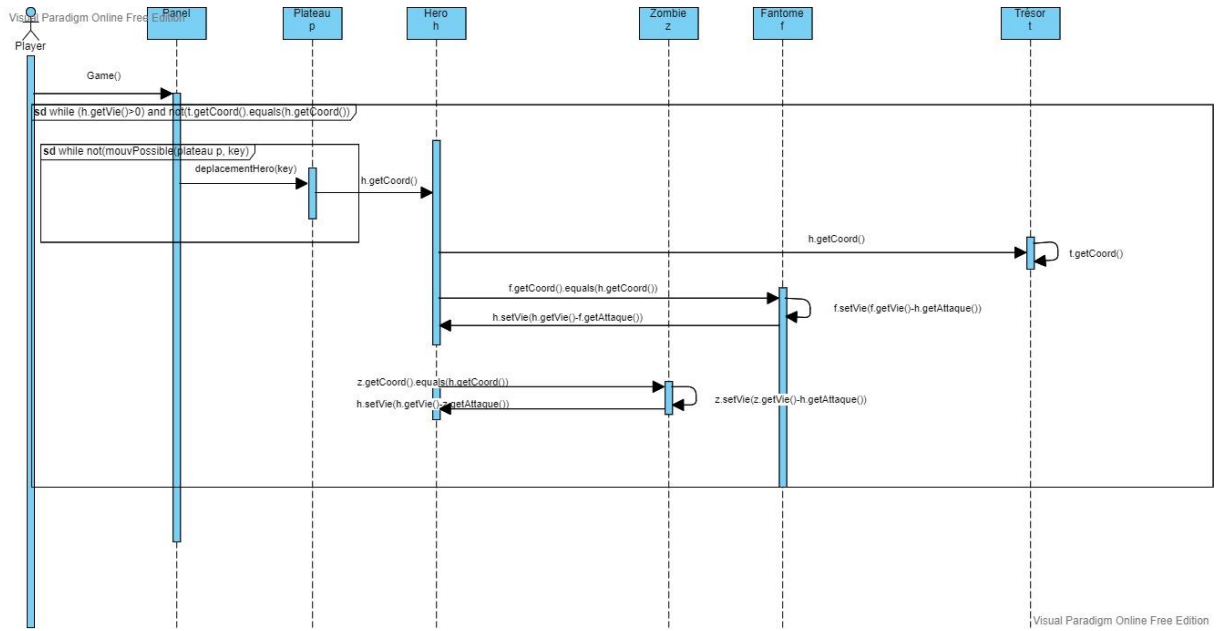 Visual Paradigm Online Free Edition
Player
Panel
Plateau
p
Hero
h
Zombie
z
Fantome
f
Trésor
t
Game()
sd while (h.getVie()>0) and not(t.getCoord().equals(h.getCoord())
sd while not(mouvPossible(plateau p, key)
deplacementHero(key)
h.getCoord()
h.getCoord()
t.getCoord()
f.getCoord().equals(h.getCoord())
f.setVie(f.getVie()-h.getAttaque())
h.setVie(h.getVie()-f.getAttaque())
z.getCoord().equals(h.getCoord())
z.setVie(z.getVie()-h.getAttaque())
h.setVie(h.getVie()-z.getAttaque())
Visual Paradigm Online Free Edition